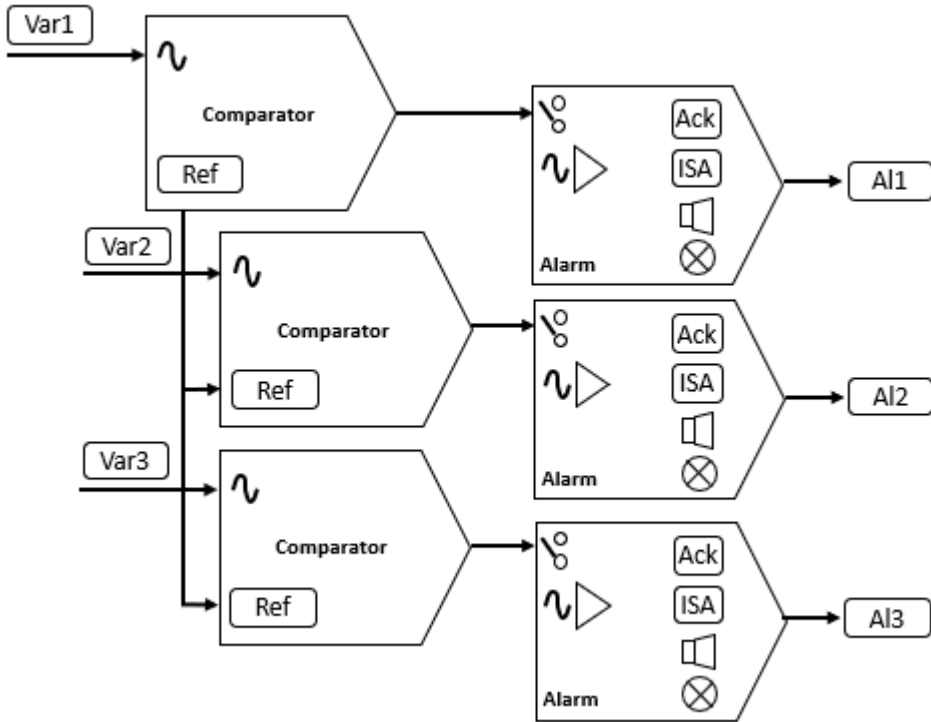 Var1
Comparator
Ref
Ack
ISA
Alarm
Al1
Var2
Comparator
Ref
Ack
ISA
Alarm
Al2
Var3
Comparator
Ref
Ack
ISA
Alarm
Al3